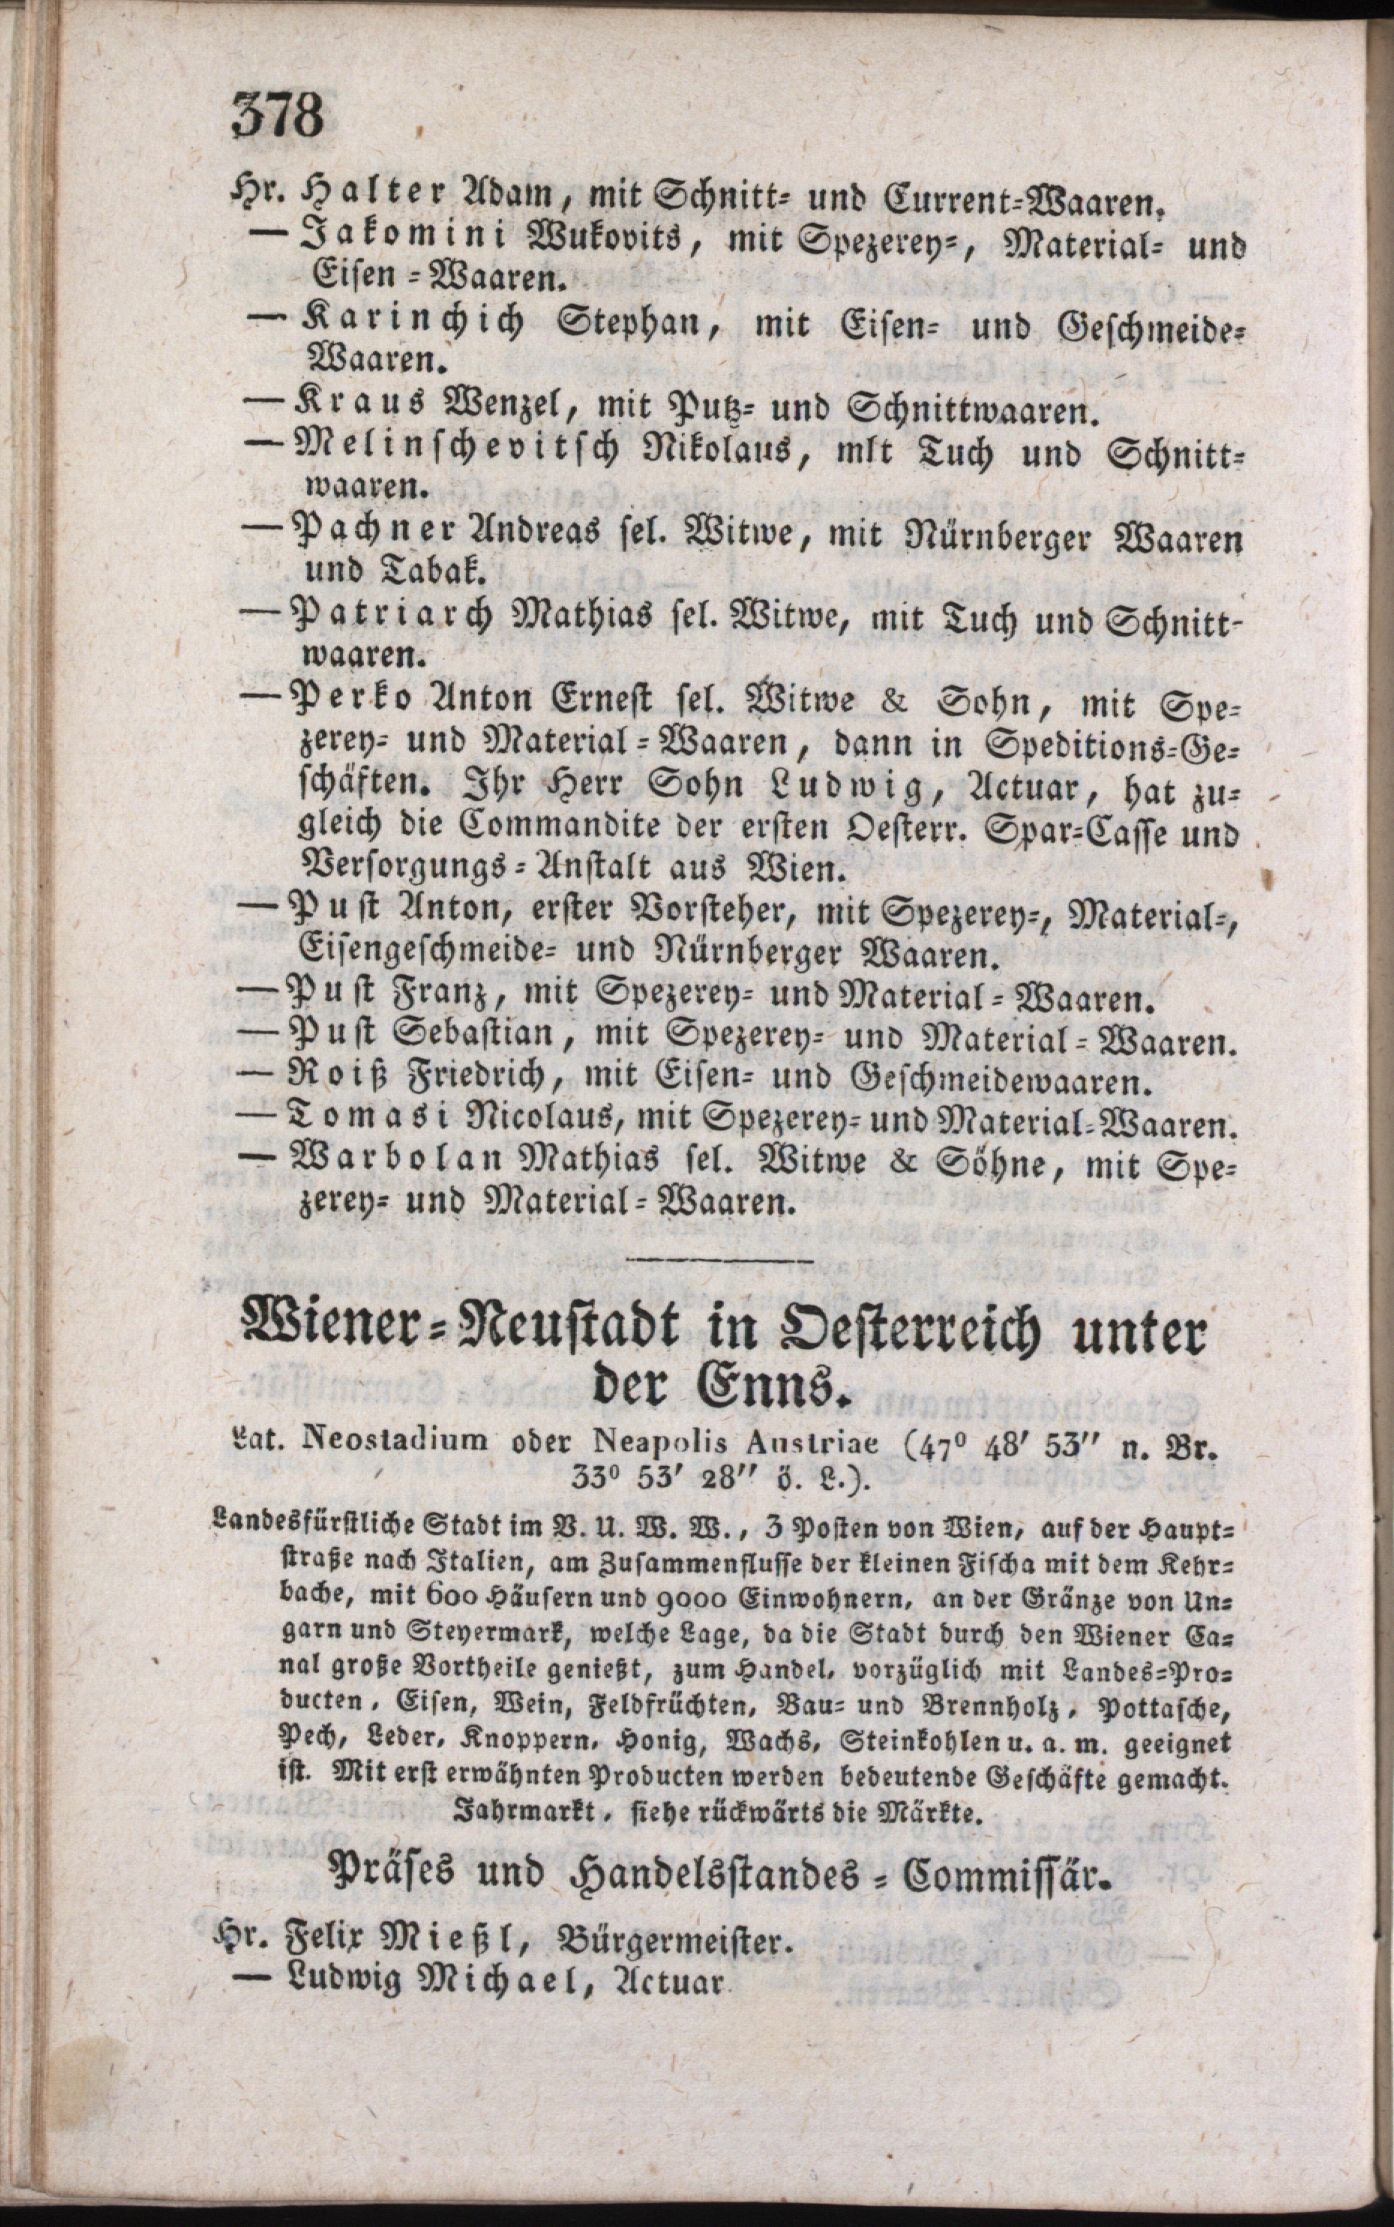 378
Hr. Halter Adam, mit Schnitt- und Current-Waaren.
— Jakomini Wukovits, mit Spezerey-, Material- und
Eisen-Waaren.
— Karinchich Stephan, mit Eisen- und Geschmeide-
Waaren.
— Kraus Wenzel, mit Putz- und Schnittwaaren.
— Melinschevitsch Nikolaus, mlt Tuch und Schnitt-
waaren.
— Pachner Andreas sel. Witwe, mit Nürnberger Waaren
und Tabak.
— Patriarch Mathias sel. Witwe, mit Tuch und Schnitt-
waaren.
— Perko Anton Ernest sel. Witwe & Sohn, mit Spe-
zerey- und Material-Waaren, dann in Speditions-Ge-
schäften. Ihr Herr Sohn Ludwig, Actuar, hat zu-
gleich die Commandite der ersten Oesterr. Spar-Casse und
Versorgungs-Anstalt aus Wien.
— Pust Anton, erster Vorsteher, mit Spezerey-, Material-,
Eisengeschmeide- und Nürnberger Waaren.
— Pust Franz, mit Spezerey- und Material-Waaren.
— Pust Sebastian, mit Spezerey- und Material-Waaren.
— Roiß Friedrich, mit Eisen- und Geschmeidewaaren.
— Tomasi Nicolaus, mit Spezerey- und Material-Waaren.
— Warbolan Mathias sel. Witwe & Söhne, mit Spe-
zerey- und Material-Waaren.
Wiener-Neustadt in Oesterreich unter
der Enns.
Lat. Neostadium oder Neapolis Austriae (47° 48′ 53″ n. Br.
33° 53′ 28″ ö. L.).
Landesfürstliche Stadt im V. U. W. W., 3 Posten von Wien, auf der Haupt-
straße nach Italien, am Zusammenflusse der kleinen Fischa mit dem Kehr-
bache, mit 600 Häusern und 9000 Einwohnern, an der Gränze von Un-
garn und Steyermark, welche Lage, da die Stadt durch den Wiener Ca-
nal große Vortheile genießt, zum Handel, vorzüglich mit Landes-Pro-
ducten, Eisen, Wein, Feldfrüchten, Bau- und Brennholz, Pottasche,
Pech, Leder, Knoppern, Honig, Wachs, Steinkohlen u. a. m. geeignet
ist. Mit erst erwähnten Producten werden bedeutende Geschäfte gemacht.
Jahrmarkt, siehe rückwärts die Märkte.
Präses und Handelsstandes-Commissär.
Hr. Felix Mießl, Bürgermeister.
— Ludwig Michael, Actuar